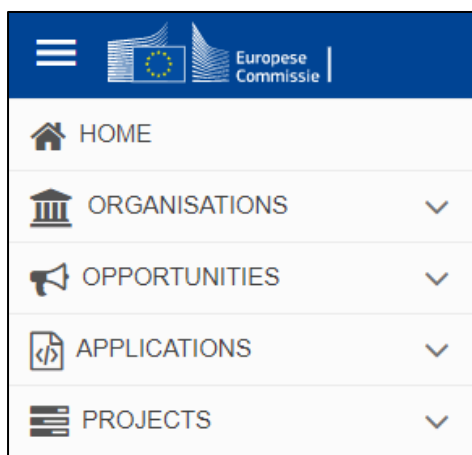 Europese
Commissie
HOME
ORGANISATIONS
OPPORTUNITIES
APPLICATIONS
PROJECTS